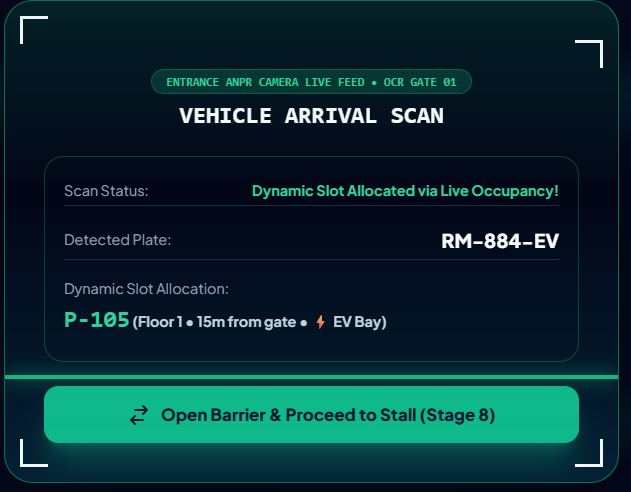 ENTRANCE ANPR CAMERA LIVE FEED • OCR GATE 01
VEHICLE ARRIVAL SCAN
Scan Status: Dynamic Slot Allocated via Live Occupancy!
Detected Plate: RM-884-EV
Dynamic Slot Allocation:
P-105 (Floor 1 • 15m from gate • ⚡ EV Bay)
Open Barrier & Proceed to Stall (Stage 8)